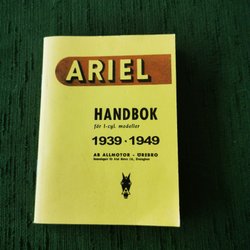 ARIEL
HANDBOK
för 1-cyl. modeller
1939 - 1949
AB ALLMOTOR - ÖREBRO